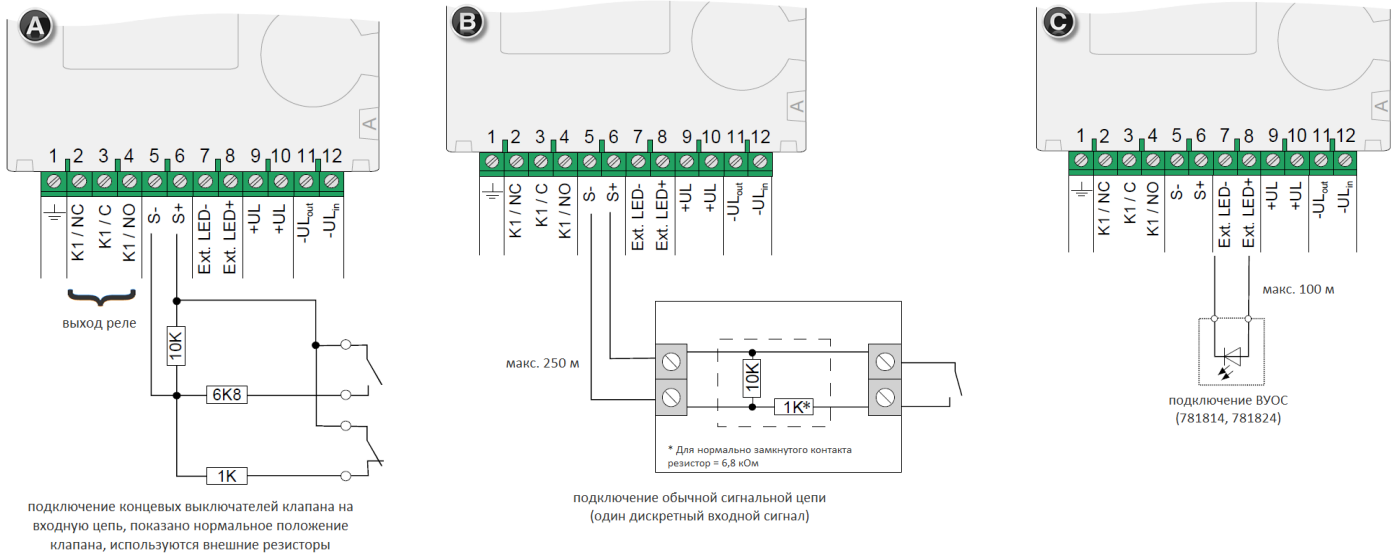 A
A
1 2 3 4 5 6 7 8 9 10 11 12
K1 / NC
K1 / C
K1 / NO
S-
S+
Ext. LED-
Ext. LED+
+UL
+UL
-ULout
-ULin
выход реле
10K
6K8
1K
подключение концевых выключателей клапана на
входную цепь, показано нормальное положение
клапана, используются внешние резисторы
B
A
1 2 3 4 5 6 7 8 9 10 11 12
K1 / NC
K1 / C
K1 / NO
S-
S+
Ext. LED-
Ext. LED+
+UL
+UL
-ULout
-ULin
макс. 250 м
10K
1K*
* Для нормально замкнутого контакта
резистор = 6,8 кОм
подключение обычной сигнальной цепи
(один дискретный входной сигнал)
C
A
1 2 3 4 5 6 7 8 9 10 11 12
K1 / NC
K1 / C
K1 / NO
S-
S+
Ext. LED-
Ext. LED+
+UL
+UL
-ULout
-ULin
макс. 100 м
подключение ВУОС
(781814, 781824)